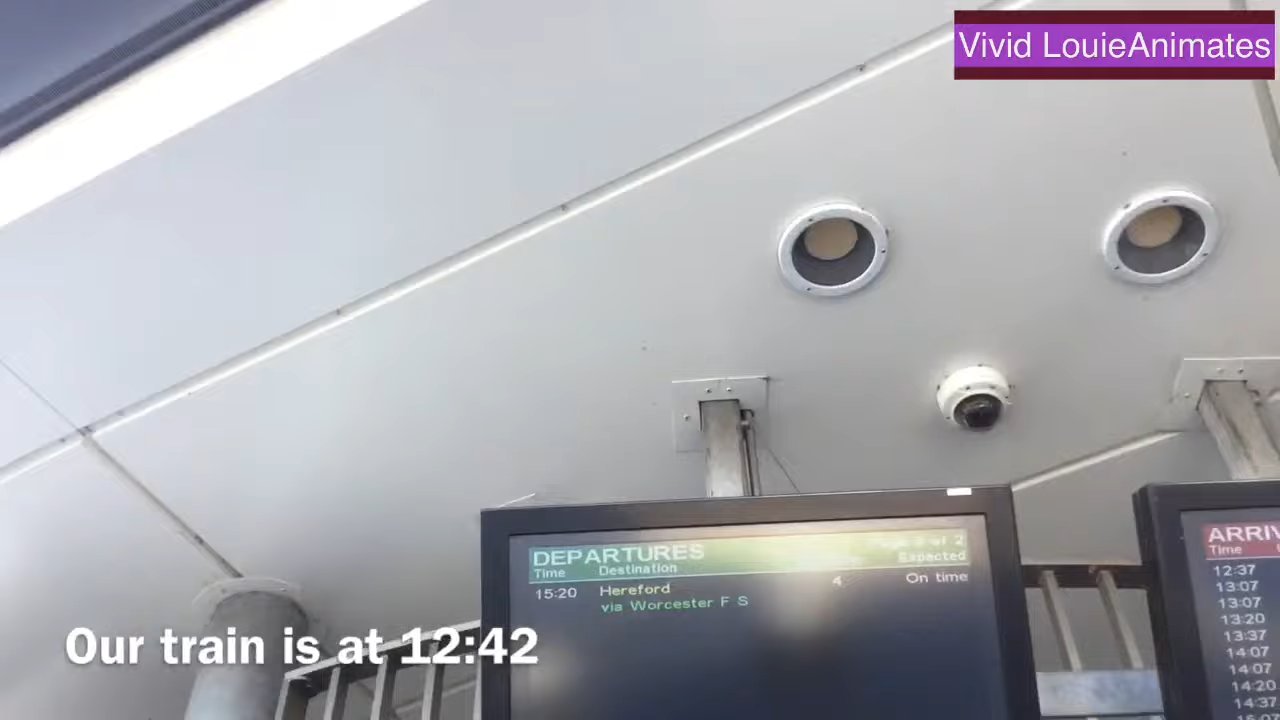 Vivid LouieAnimates
DEPARTURES
of 2
Time Destination Expected
15:20 Hereford 4 On time
via Worcester F S
ARRIV
Time
12:37
13:07
13:07
13:20
13:37
14:07
14:07
14:20
14:37
Our train is at 12:42